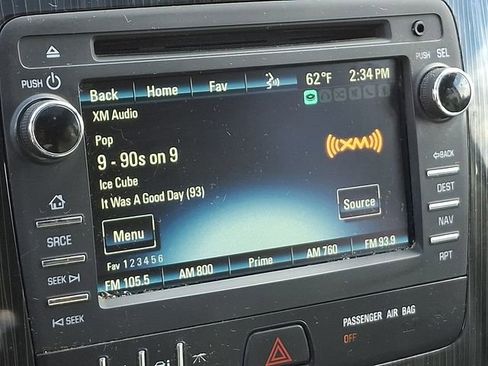 PUSH
PUSH SEL
Back Home Fav 62°F 2:34 PM
XM Audio
Pop
9 - 90s on 9
Ice Cube
It Was A Good Day (93)
XM
Menu
Source
Fav 1 2 3 4 5 6
FM 105.5 AM 800 Prime AM 760 FM 93.9
SRCE
SEEK
SEEK
BACK
DEST
NAV
RPT
PASSENGER AIR BAG
OFF